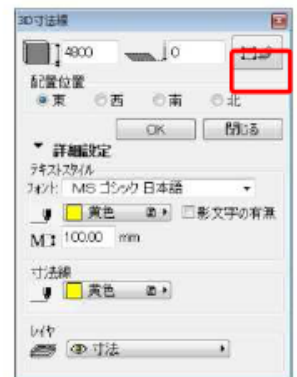 3D寸法線
4800 0
配置位置
東 西 南 北
OK 閉じる
詳細設定
テキストスタイル
フォント: MS ゴシック 日本語
黄色 影文字の有無
M 100.00 mm
寸法線
黄色
レイヤ
寸法